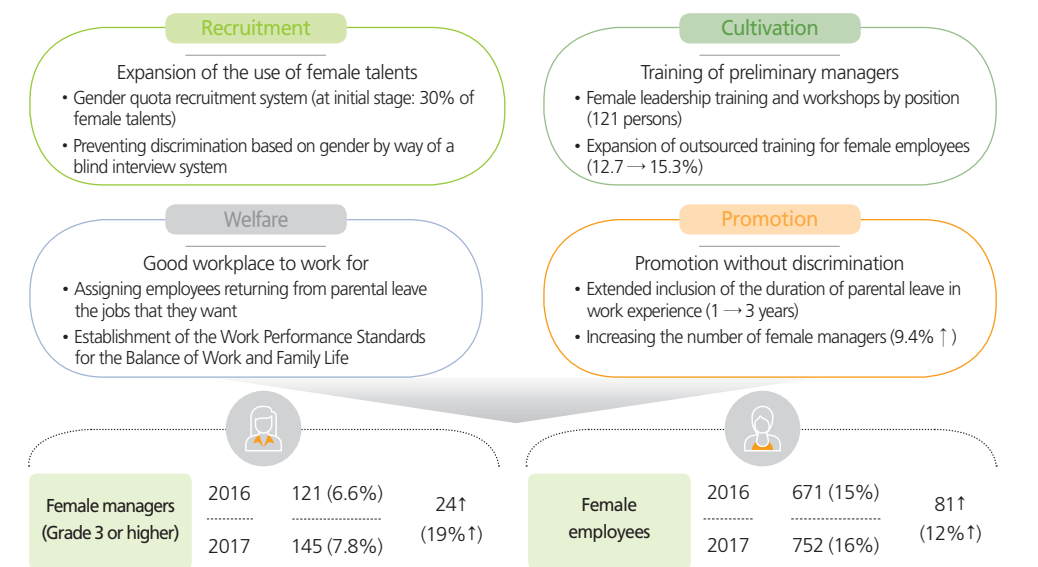 Recruitment
Expansion of the use of female talents
• Gender quota recruitment system (at initial stage: 30% of
female talents)
• Preventing discrimination based on gender by way of a
blind interview system
Cultivation
Training of preliminary managers
• Female leadership training and workshops by position
(121 persons)
• Expansion of outsourced training for female employees
(12.7 → 15.3%)
Welfare
Good workplace to work for
• Assigning employees returning from parental leave
the jobs that they want
• Establishment of the Work Performance Standards
for the Balance of Work and Family Life
Promotion
Promotion without discrimination
• Extended inclusion of the duration of parental leave in
work experience (1 → 3 years)
• Increasing the number of female managers (9.4% ↑ )
Female managers
(Grade 3 or higher)
2016 121 (6.6%)
2017 145 (7.8%)
24↑
(19%↑)
Female
employees
2016 671 (15%)
2017 752 (16%)
81↑
(12%↑)